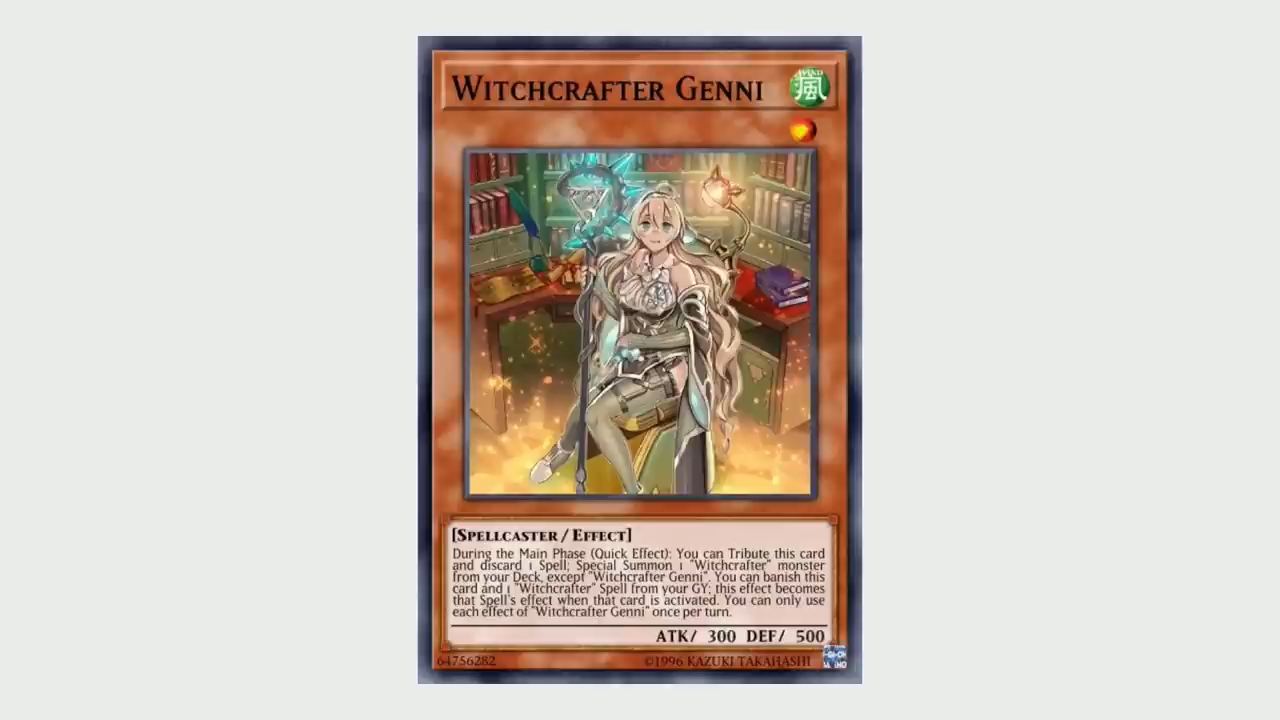 Witchcrafter Genni
WIND
風
[Spellcaster / Effect]
During the Main Phase (Quick Effect): You can Tribute this card
and discard 1 Spell; Special Summon 1 "Witchcrafter" monster
from your Deck, except "Witchcrafter Genni". You can banish this
card and 1 "Witchcrafter" Spell from your GY; this effect becomes
that Spell's effect when that card is activated. You can only use
each effect of "Witchcrafter Genni" once per turn.
ATK/ 300 DEF/ 500
64756282
©1996 KAZUKI TAKAHASHI